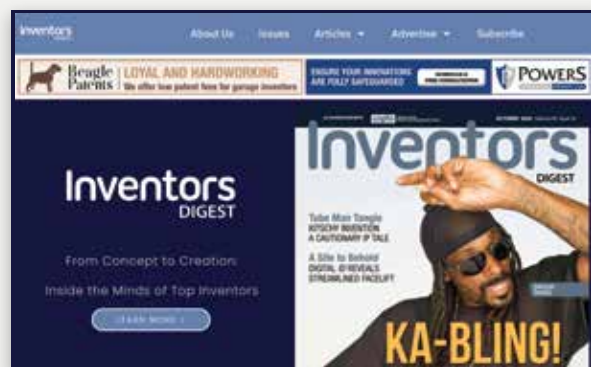 Inventors
DIGEST
About Us Issues Articles Advertise Subscribe
Beagle
Patents
LOYAL AND HARDWORKING
We offer low patent fees for garage inventors
ENSURE YOUR INNOVATIONS
ARE FULLY SAFEGUARDED
POWERS
Inventors
DIGEST
From Concept to Creation:
Inside the Minds of Top Inventors
LEARN MORE
OCTOBER
Inventors
DIGEST
Tube Man Tangle
KITSCHY INVENTION
A CAUTIONARY IP TALE
A Site to Behold
DIGITAL ID REVEALS
STREAMLINED FACELIFT
KA-BLING!